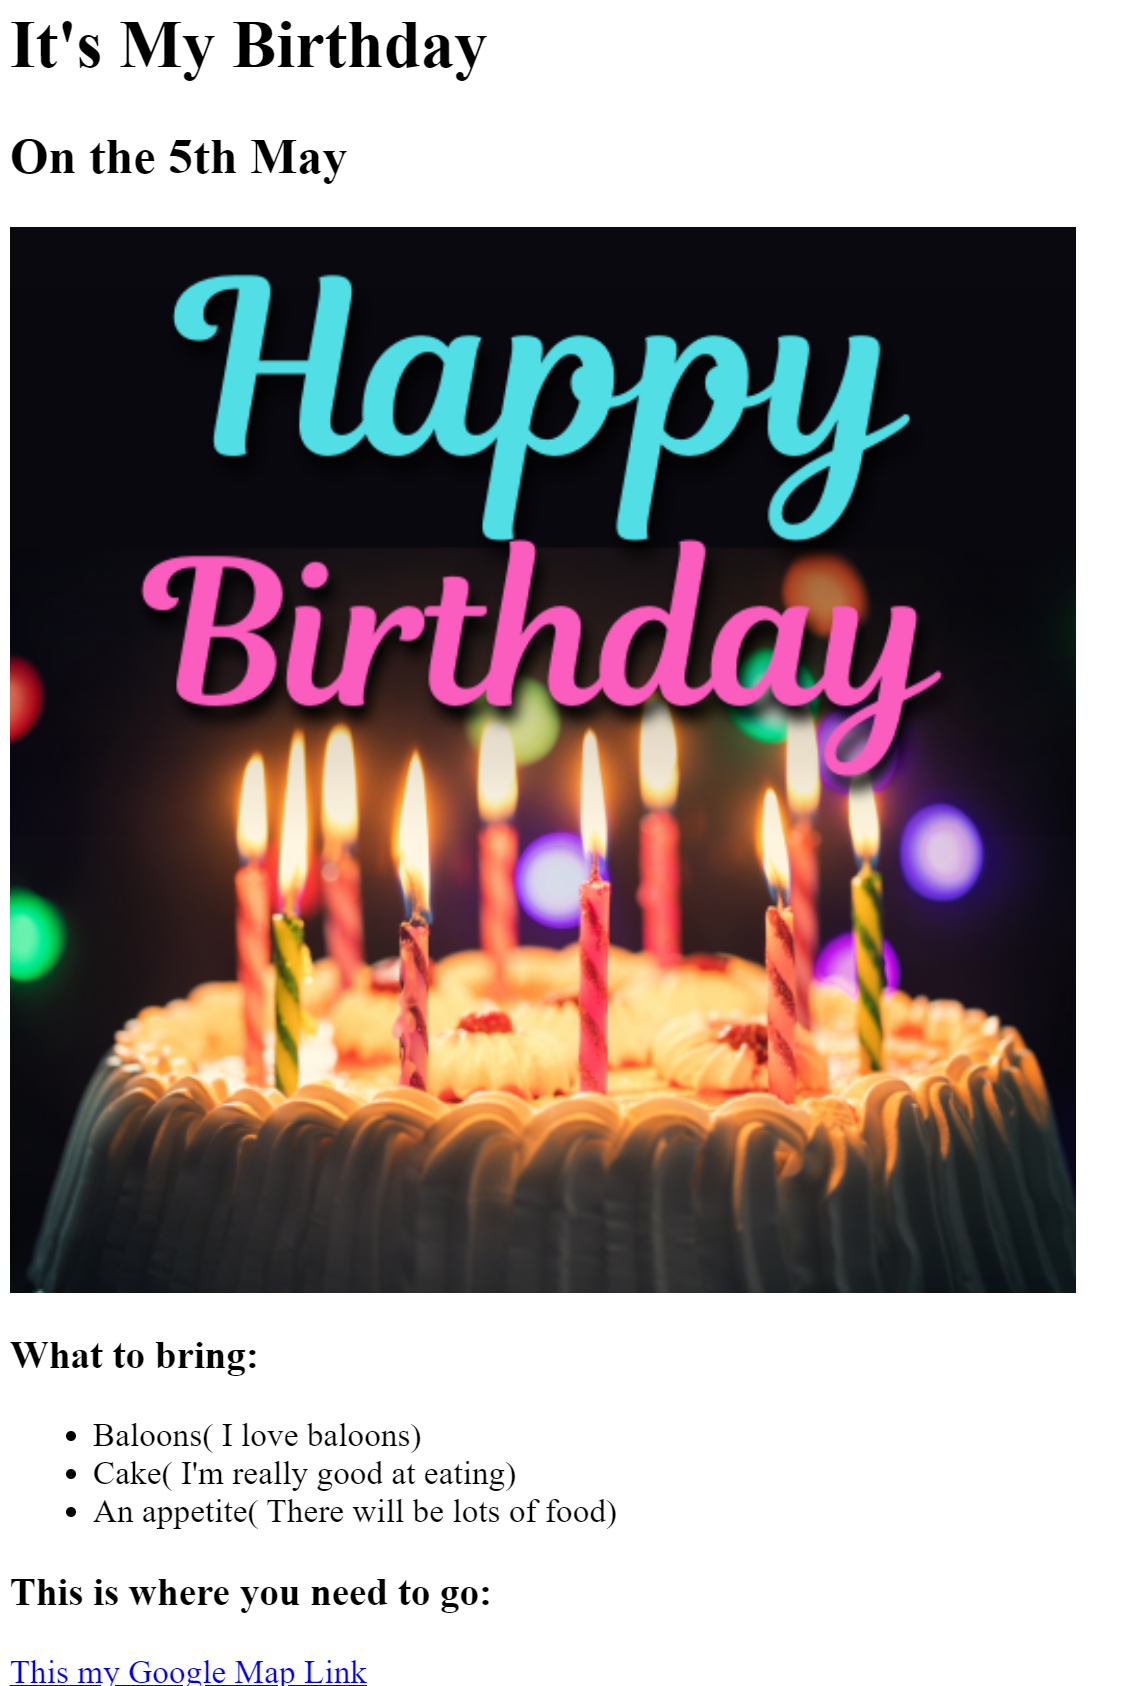 It's My Birthday
On the 5th May
Happy
Birthday
What to bring:
Baloons( I love baloons)
Cake( I'm really good at eating)
An appetite( There will be lots of food)
This is where you need to go:
This my Google Map Link